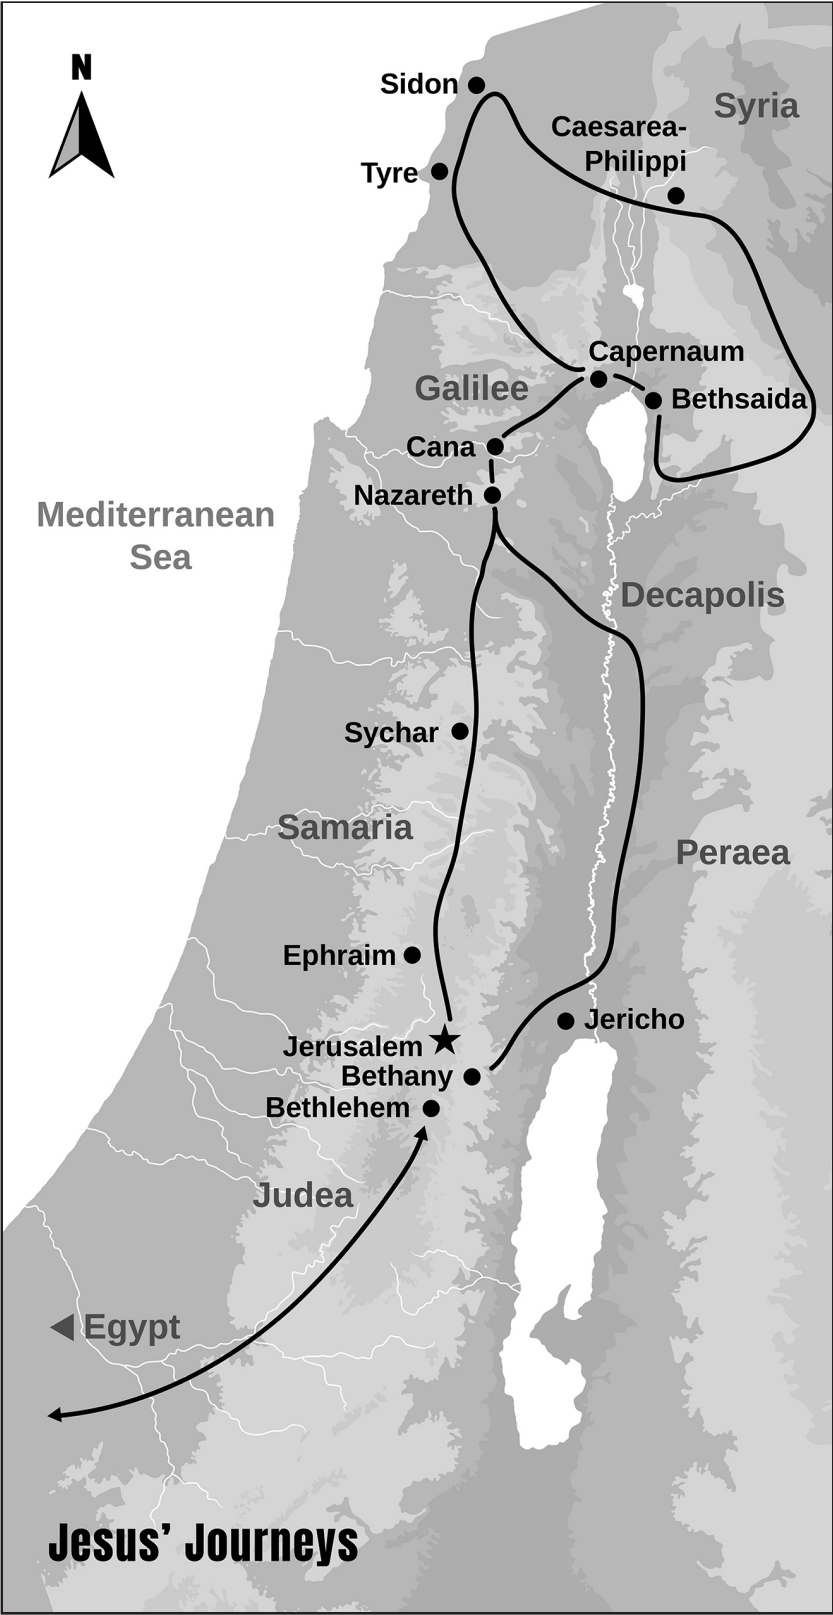 N
Sidon
Syria
Caesarea-
Philippi
Tyre
Capernaum
Galilee
Bethsaida
Cana
Nazareth
Mediterranean
Sea
Decapolis
Sychar
Samaria
Peraea
Ephraim
Jericho
Jerusalem
Bethany
Bethlehem
Judea
Egypt
Jesus’ Journeys